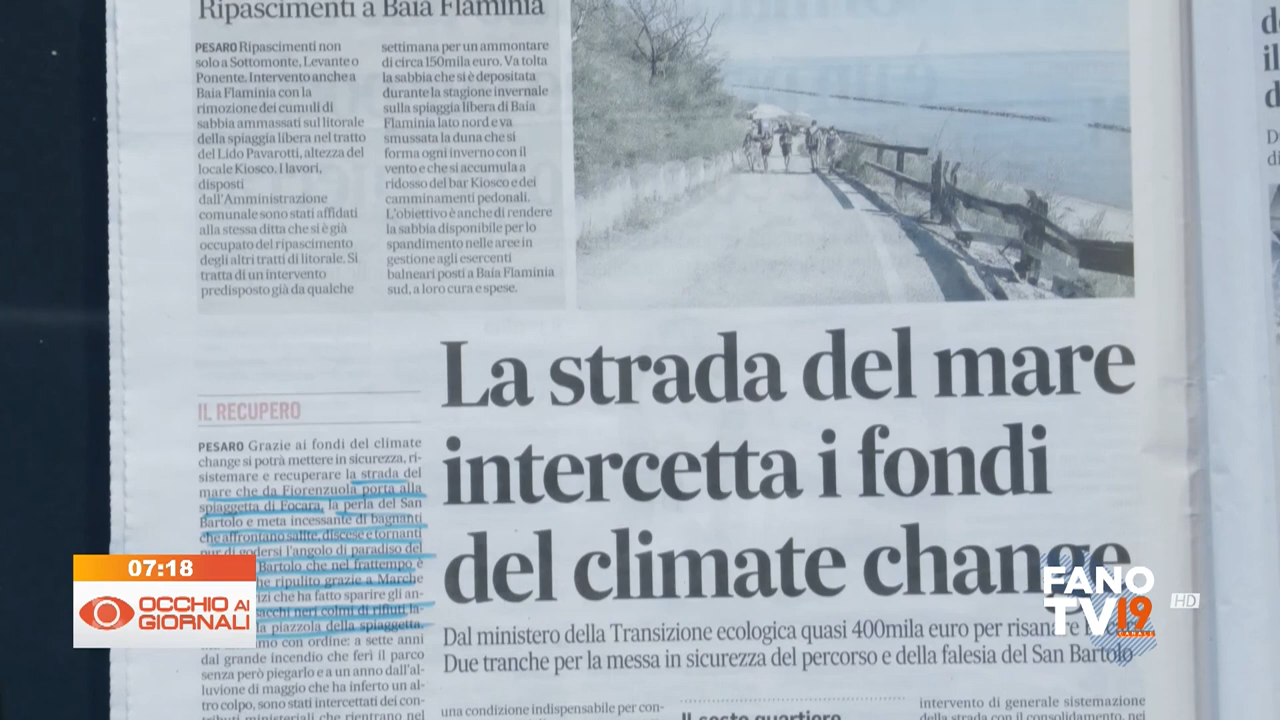 Ripascimenti a Baia Flaminia
PESARO Ripascimenti non
solo a Sottomonte, Levante o
Ponente. Intervento anche a
Baia Flaminia con la
rimozione dei cumuli di
sabbia ammassati sul litorale
della spiaggia libera nel tratto
del Lido Pavarotti, altezza del
locale Kiosco. I lavori,
disposti
dall'Amministrazione
comunale sono stati affidati
alla stessa ditta che si è già
occupato del ripascimento
degli altri tratti di litorale. Si
tratta di un intervento
predisposto già da qualche
settimana per un ammontare
di circa 150mila euro. Va tolta
la sabbia che si è depositata
durante la stagione invernale
sulla spiaggia libera di Baia
Flaminia lato nord e va
smussata la duna che si
forma ogni inverno con il
vento e che si accumula a
ridosso del bar Kiosco e dei
camminamenti pedonali.
L'obiettivo è anche di rendere
la sabbia disponibile per lo
spandimento nelle aree in
gestione agli esercenti
balneari posti a Baia Flaminia
sud, a loro cura e spese.
La strada del mare
intercetta i fondi
del climate change
Dal ministero della Transizione ecologica quasi 400mila euro per risanare
Due tranche per la messa in sicurezza del percorso e della falesia del San Bartolo
IL RECUPERO
PESARO Grazie ai fondi del climate
change si potrà mettere in sicurezza, ri-
sistemare e recuperare la strada del
mare che da Fiorenzuola porta alla
spiaggetta di Focara, la perla del San
Bartolo e meta incessante di bagnanti
che affrontano salite, discese e tornanti
pur di godersi l'angolo di paradiso del
Bartolo che nel frattempo è
he ripulito grazie a Marche
zi che ha fatto sparire gli an-
sacchi neri colmi di rifiuti la-
la piazzola della spiaggetta.
mo con ordine: a sette anni
dal grande incendio che ferì il parco
senza però piegarlo e a un anno dall'al-
luvione di maggio che ha inferto un al-
tro colpo, sono stati intercettati dei con-
tributi ministeriali che rientrano nel
una condizione indispensabile per con-
Il costo quartiere
intervento di generale sistemazione
della strada con il consolidamento, nei
07:18
OCCHIO AI
GIORNALI
FANO
TV19
CANALE
HD